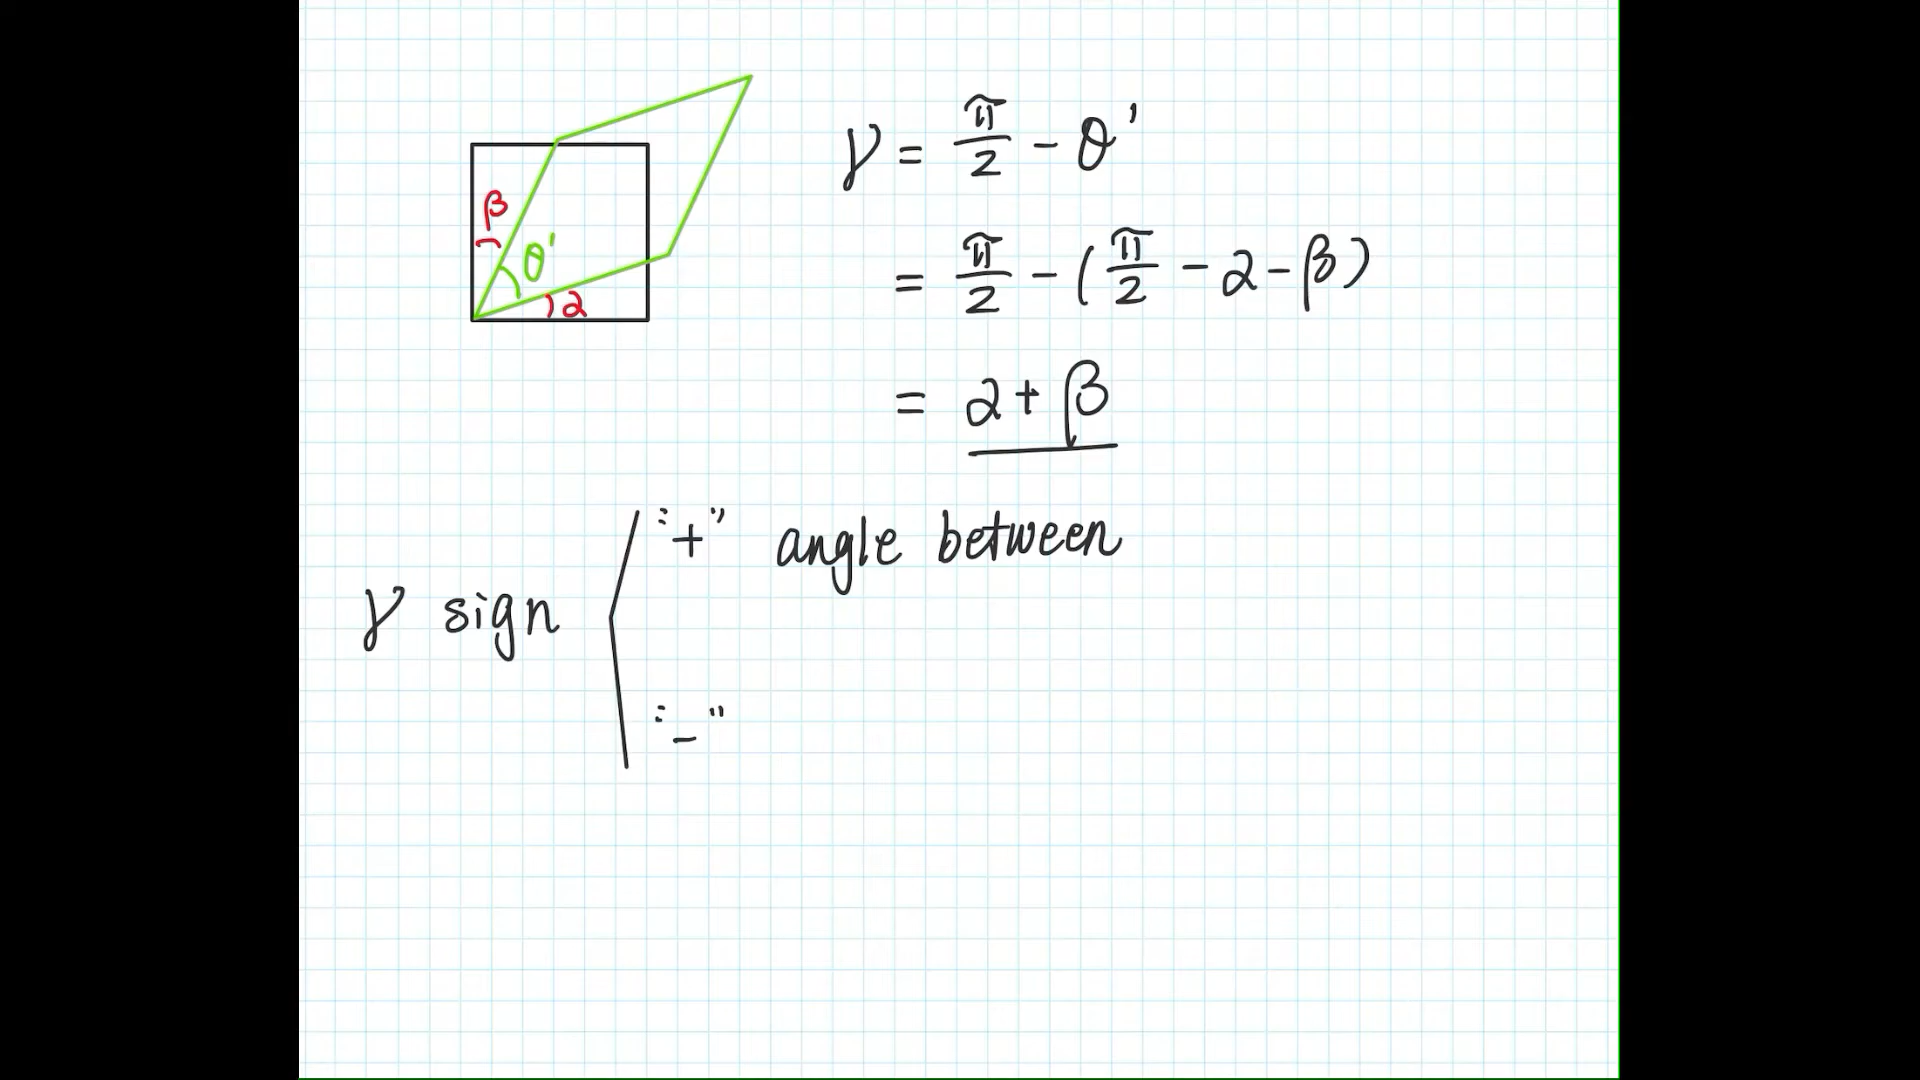 β
θ'
α
γ = π/2 - θ'
= π/2 - (π/2 - α - β)
= α + β
γ sign
"+" angle between
"-"